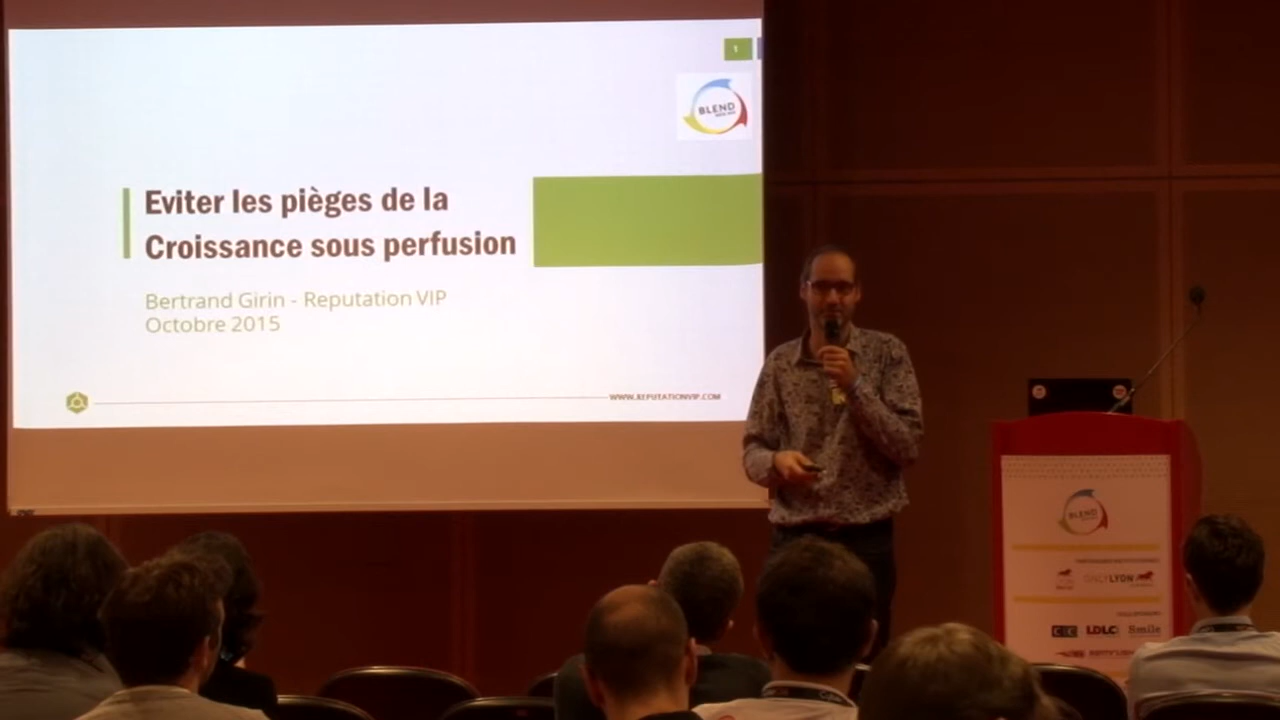 1
BLEND
Eviter les pièges de la
Croissance sous perfusion
Bertrand Girin - Reputation VIP
Octobre 2015
WWW.REPUTATIONVIP.COM
BLEND
ONLYLYON
CIC LDLC Smile